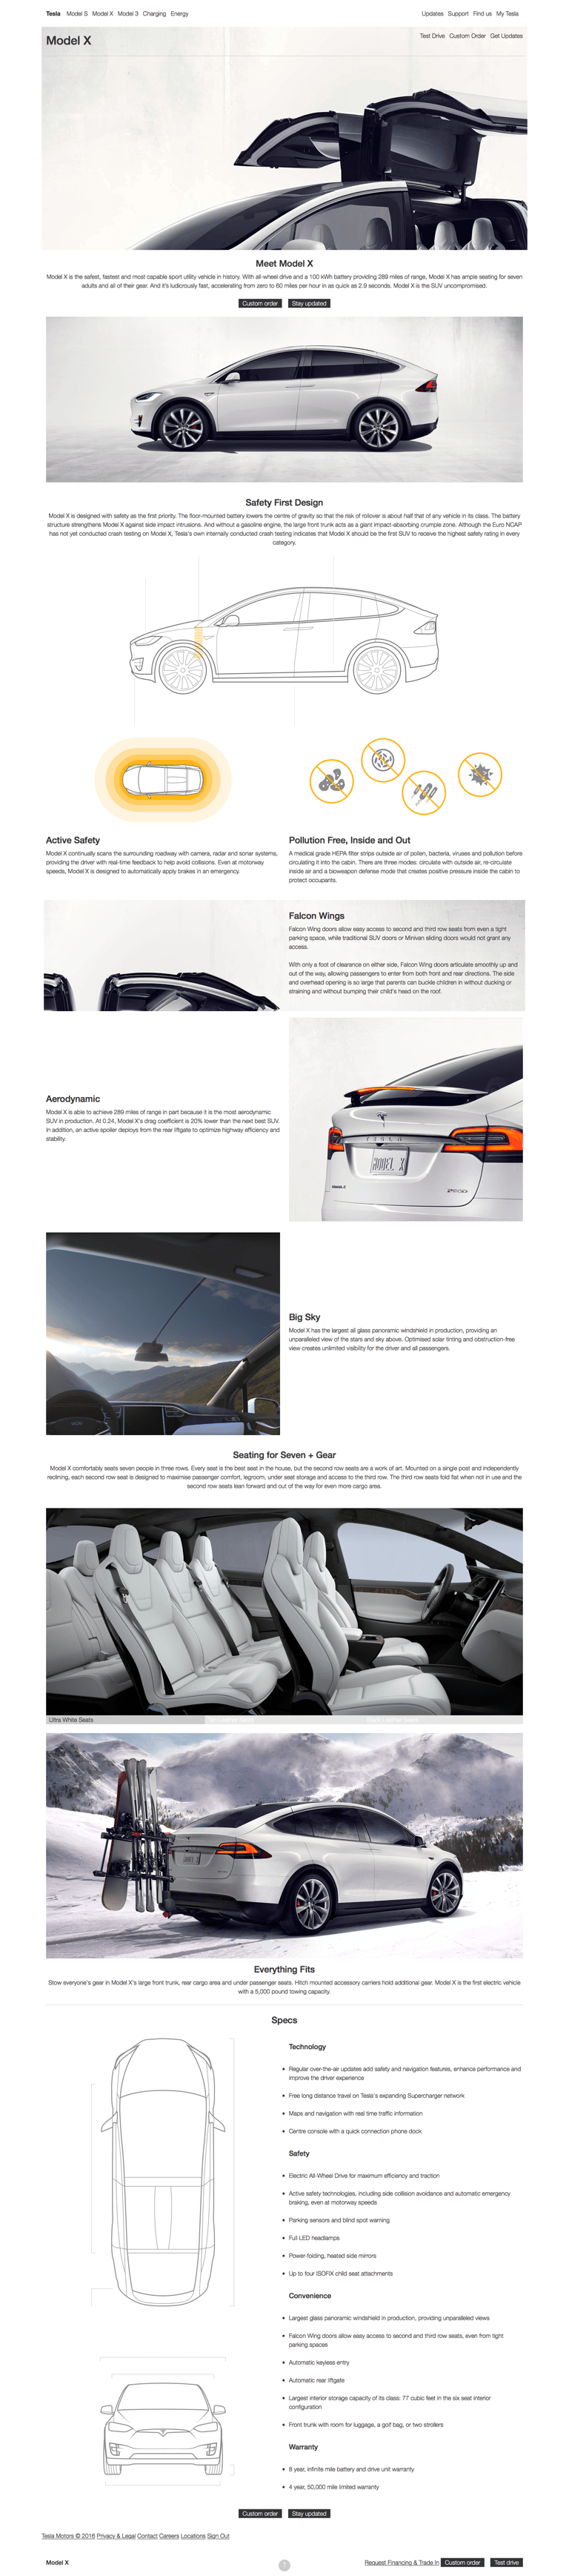 Tesla Model S Model X Model 3 Charging Energy
Updates Support Find us My Tesla
Model X
Test Drive Custom Order Get Updates
Meet Model X
Model X is the safest, fastest and most capable sport utility vehicle in history. With all-wheel drive and a 100 kWh battery providing 289 miles of range, Model X has ample seating for seven
adults and all of their gear. And it's ludicrously fast, accelerating from zero to 60 miles per hour in as quick as 2.9 seconds. Model X is the SUV uncompromised.
Custom order Stay updated
Safety First Design
Model X is designed with safety as the first priority. The floor-mounted battery lowers the centre of gravity so that the risk of rollover is about half that of any vehicle in its class. The battery
structure strengthens Model X against side impact intrusions. And without a gasoline engine, the large front trunk acts as a giant impact-absorbing crumple zone. Although the Euro NCAP
has not yet conducted crash testing on Model X, Tesla's own internally conducted crash testing indicates that Model X should be the first SUV to receive the highest safety rating in every
category.
Active Safety
Model X continually scans the surrounding roadway with camera, radar and sonar systems,
providing the driver with real-time feedback to help avoid collisions. Even at motorway
speeds, Model X is designed to automatically apply brakes in an emergency.
Pollution Free, Inside and Out
A medical grade HEPA filter strips outside air of pollen, bacteria, viruses and pollution before
circulating it into the cabin. There are three modes: circulate with outside air, re-circulate
inside air and a bioweapon defense mode that creates positive pressure inside the cabin to
protect occupants.
Falcon Wings
Falcon Wing doors allow easy access to second and third row seats from even a tight
parking space, while traditional SUV doors or Minivan sliding doors would not grant any
access.
With only a foot of clearance on either side, Falcon Wing doors articulate smoothly up and
out of the way, allowing passengers to enter from both front and rear directions. The side
and overhead opening is so large that parents can buckle children in without ducking or
straining and without bumping their child's head on the roof.
Aerodynamic
Model X is able to achieve 289 miles of range in part because it is the most aerodynamic
SUV in production. At 0.24, Model X's drag coefficient is 20% lower than the next best SUV.
In addition, an active spoiler deploys from the rear liftgate to optimize highway efficiency and
stability.
MODEL X
P90D
Big Sky
Model X has the largest all glass panoramic windshield in production, providing an
unparalleled view of the stars and sky above. Optimised solar tinting and obstruction-free
view creates unlimited visibility for the driver and all passengers.
Seating for Seven + Gear
Model X comfortably seats seven people in three rows. Every seat is the best seat in the house, but the second row seats are a work of art. Mounted on a single post and independently
reclining, each second row seat is designed to maximise passenger comfort, legroom, under seat storage and access to the third row. The third row seats fold flat when not in use and the
second row seats lean forward and out of the way for even more cargo area.
Ultra White Seats
Everything Fits
Stow everyone's gear in Model X's large front trunk, rear cargo area and under passenger seats. Hitch mounted accessory carriers hold additional gear. Model X is the first electric vehicle
with a 5,000 pound towing capacity.
Specs
Technology
Regular over-the-air updates add safety and navigation features, enhance performance and
improve the driver experience
Free long distance travel on Tesla's expanding Supercharger network
Maps and navigation with real time traffic information
Centre console with a quick connection phone dock
Safety
Electric All-Wheel Drive for maximum efficiency and traction
Active safety technologies, including side collision avoidance and automatic emergency
braking, even at motorway speeds
Parking sensors and blind spot warning
Full LED headlamps
Power-folding, heated side mirrors
Up to four ISOFIX child seat attachments
Convenience
Largest glass panoramic windshield in production, providing unparalleled views
Falcon Wing doors allow easy access to second and third row seats, even from tight
parking spaces
Automatic keyless entry
Automatic rear liftgate
Largest interior storage capacity of its class: 77 cubic feet in the six seat interior
configuration
Front trunk with room for luggage, a golf bag, or two strollers
Warranty
8 year, infinite mile battery and drive unit warranty
4 year, 50,000 mile limited warranty
Custom order Stay updated
Tesla Motors © 2016 Privacy & Legal Contact Careers Locations Sign Out
Model X
Request Financing & Trade In Custom order Test drive